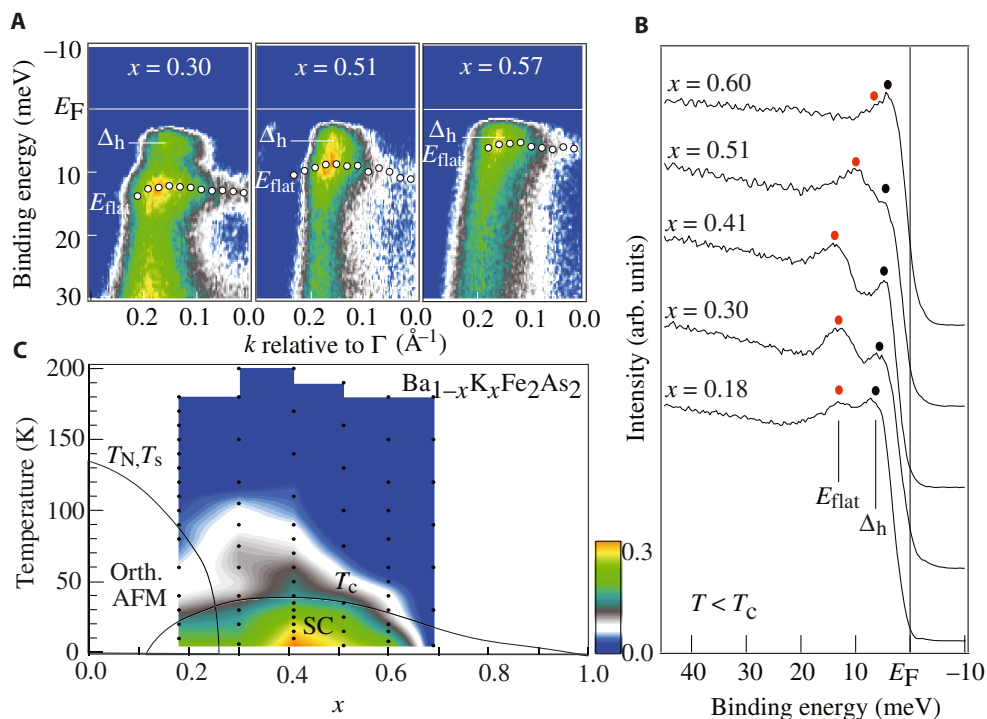 A
−10
E_F
0
10
20
30
Binding energy (meV)
x = 0.30
x = 0.51
x = 0.57
Δ_h
Δ_h
Δ_h
E_flat
E_flat
E_flat
0.2 0.1 0.0
0.2 0.1 0.0
0.2 0.1 0.0
k relative to Γ (Å⁻¹)
B
x = 0.60
x = 0.51
x = 0.41
x = 0.30
x = 0.18
E_flat
Δ_h
T < T_c
Intensity (arb. units)
40 30 20 10 E_F −10
Binding energy (meV)
C
200
150
100
50
0
Temperature (K)
Ba₁₋ₓKₓFe₂As₂
T_N,T_s
Orth.
AFM
T_c
SC
0.3
0.0
0.0 0.2 0.4 0.6 0.8 1.0
x